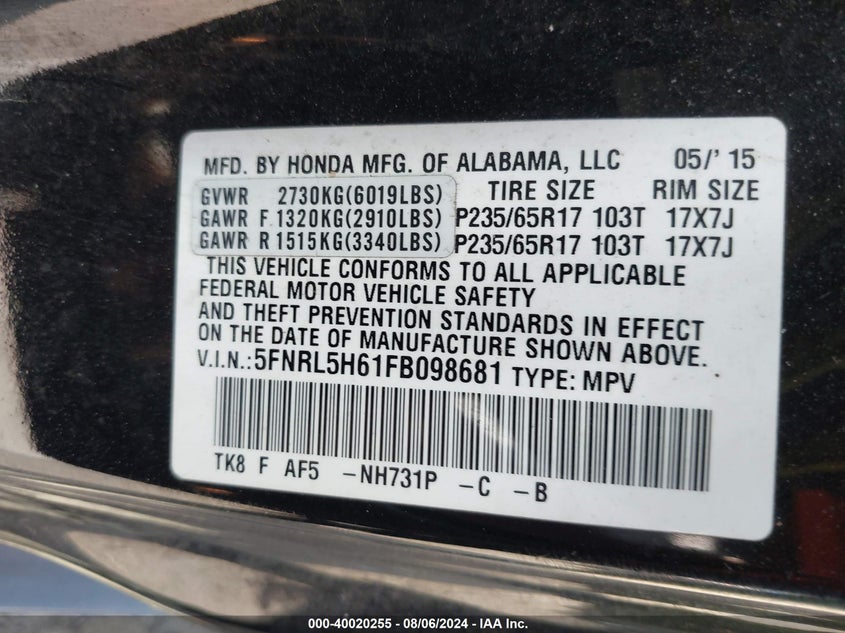 MFD. BY HONDA MFG. OF ALABAMA, LLC 05/' 15
GVWR 2730KG(6019LBS) TIRE SIZE RIM SIZE
GAWR F 1320KG(2910LBS) P235/65R17 103T 17X7J
GAWR R 1515KG(3340LBS) P235/65R17 103T 17X7J
THIS VEHICLE CONFORMS TO ALL APPLICABLE
FEDERAL MOTOR VEHICLE SAFETY
AND THEFT PREVENTION STANDARDS IN EFFECT
ON THE DATE OF MANUFACTURE SHOWN ABOVE.
V.I.N.:5FNRL5H61FB098681 TYPE: MPV
TK8 F AF5 -NH731P -C -B
000-40020255 - 08/06/2024 - IAA Inc.